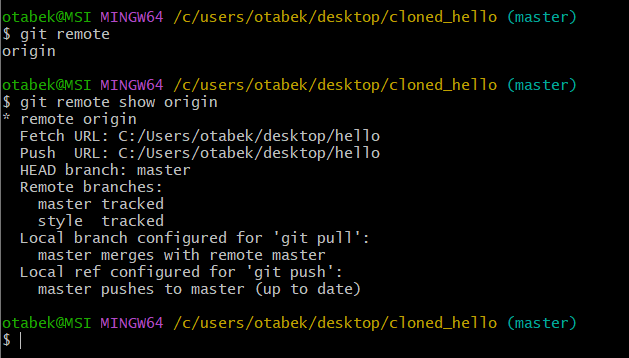 otabek@MSI MINGW64 /c/users/otabek/desktop/cloned_hello (master)
$ git remote
origin

otabek@MSI MINGW64 /c/users/otabek/desktop/cloned_hello (master)
$ git remote show origin
* remote origin
  Fetch URL: C:/Users/otabek/desktop/hello
  Push  URL: C:/Users/otabek/desktop/hello
  HEAD branch: master
  Remote branches:
    master tracked
    style  tracked
  Local branch configured for 'git pull':
    master merges with remote master
  Local ref configured for 'git push':
    master pushes to master (up to date)

otabek@MSI MINGW64 /c/users/otabek/desktop/cloned_hello (master)
$